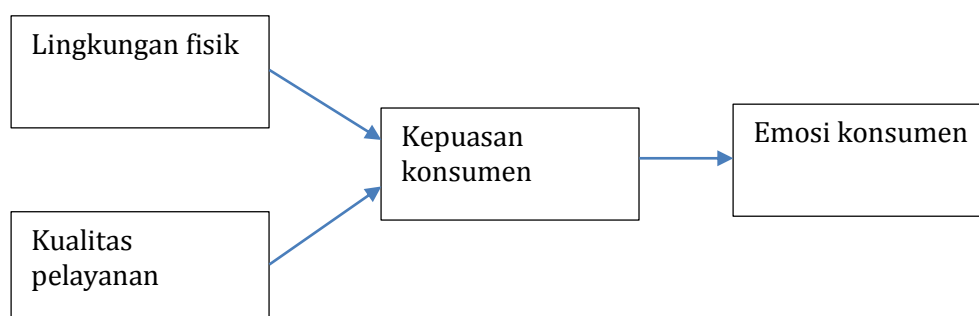 Lingkungan fisik
Kepuasan
konsumen
Emosi konsumen
Kualitas
pelayanan